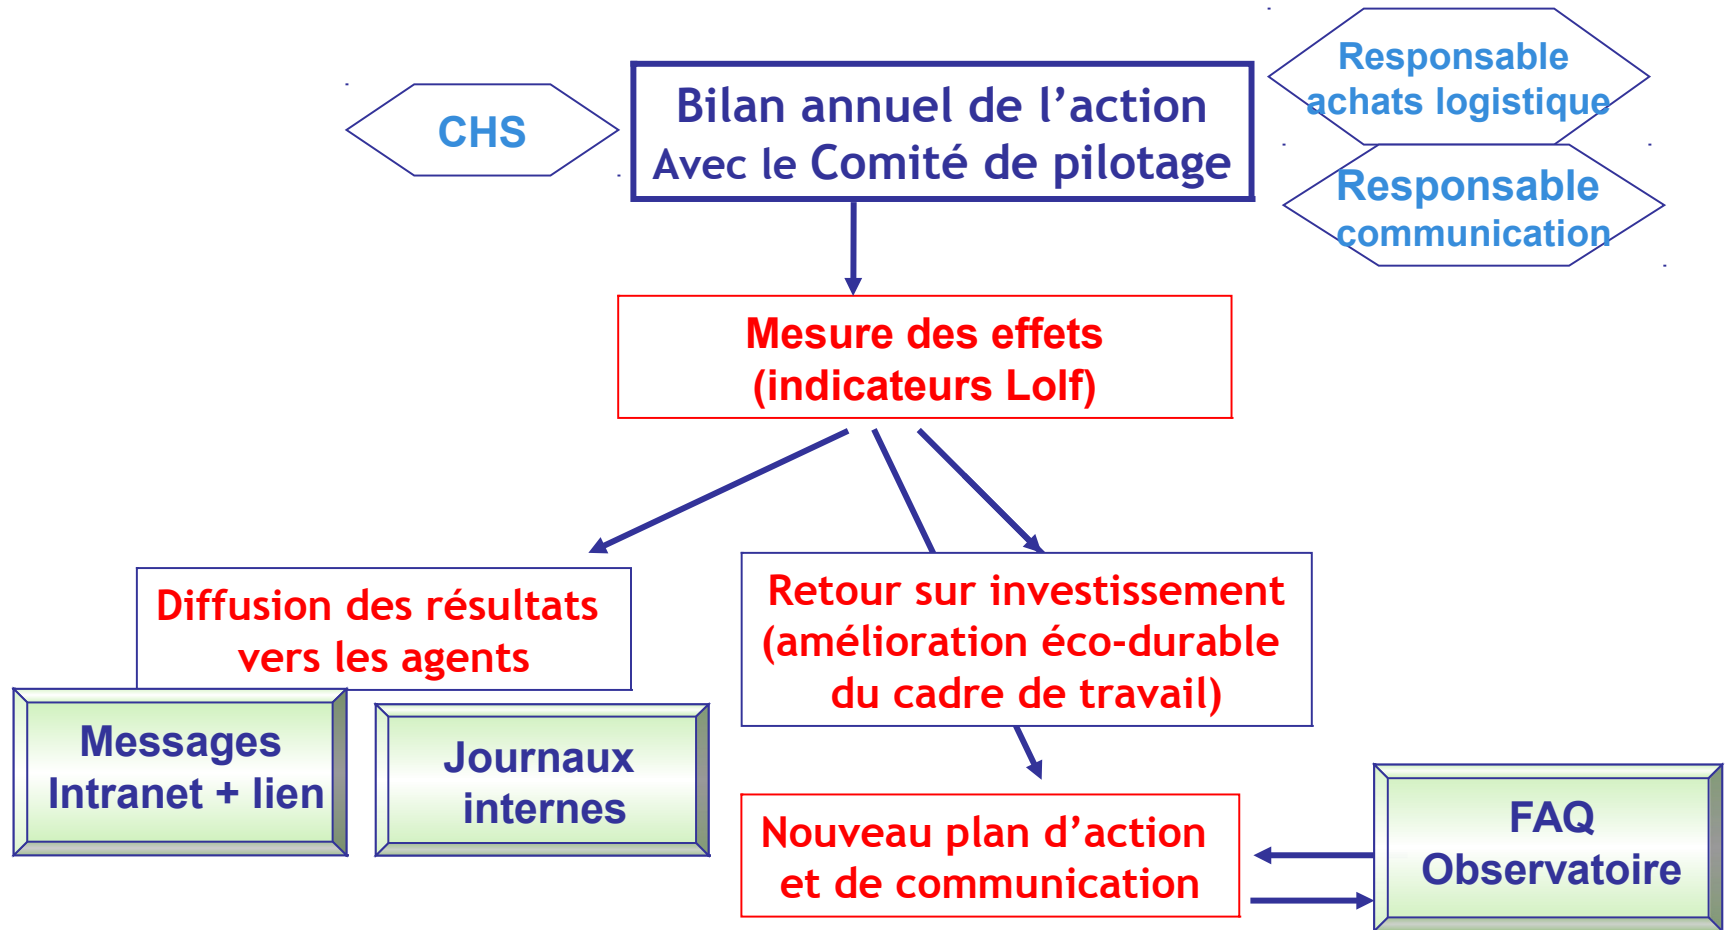 CHS
Bilan annuel de l’action
Avec le Comité de pilotage
Responsable
achats logistique
Responsable
communication
Mesure des effets
(indicateurs Lolf)
Diffusion des résultats
vers les agents
Retour sur investissement
(amélioration éco-durable
du cadre de travail)
Messages
Intranet + lien
Journaux
internes
Nouveau plan d’action
et de communication
FAQ
Observatoire